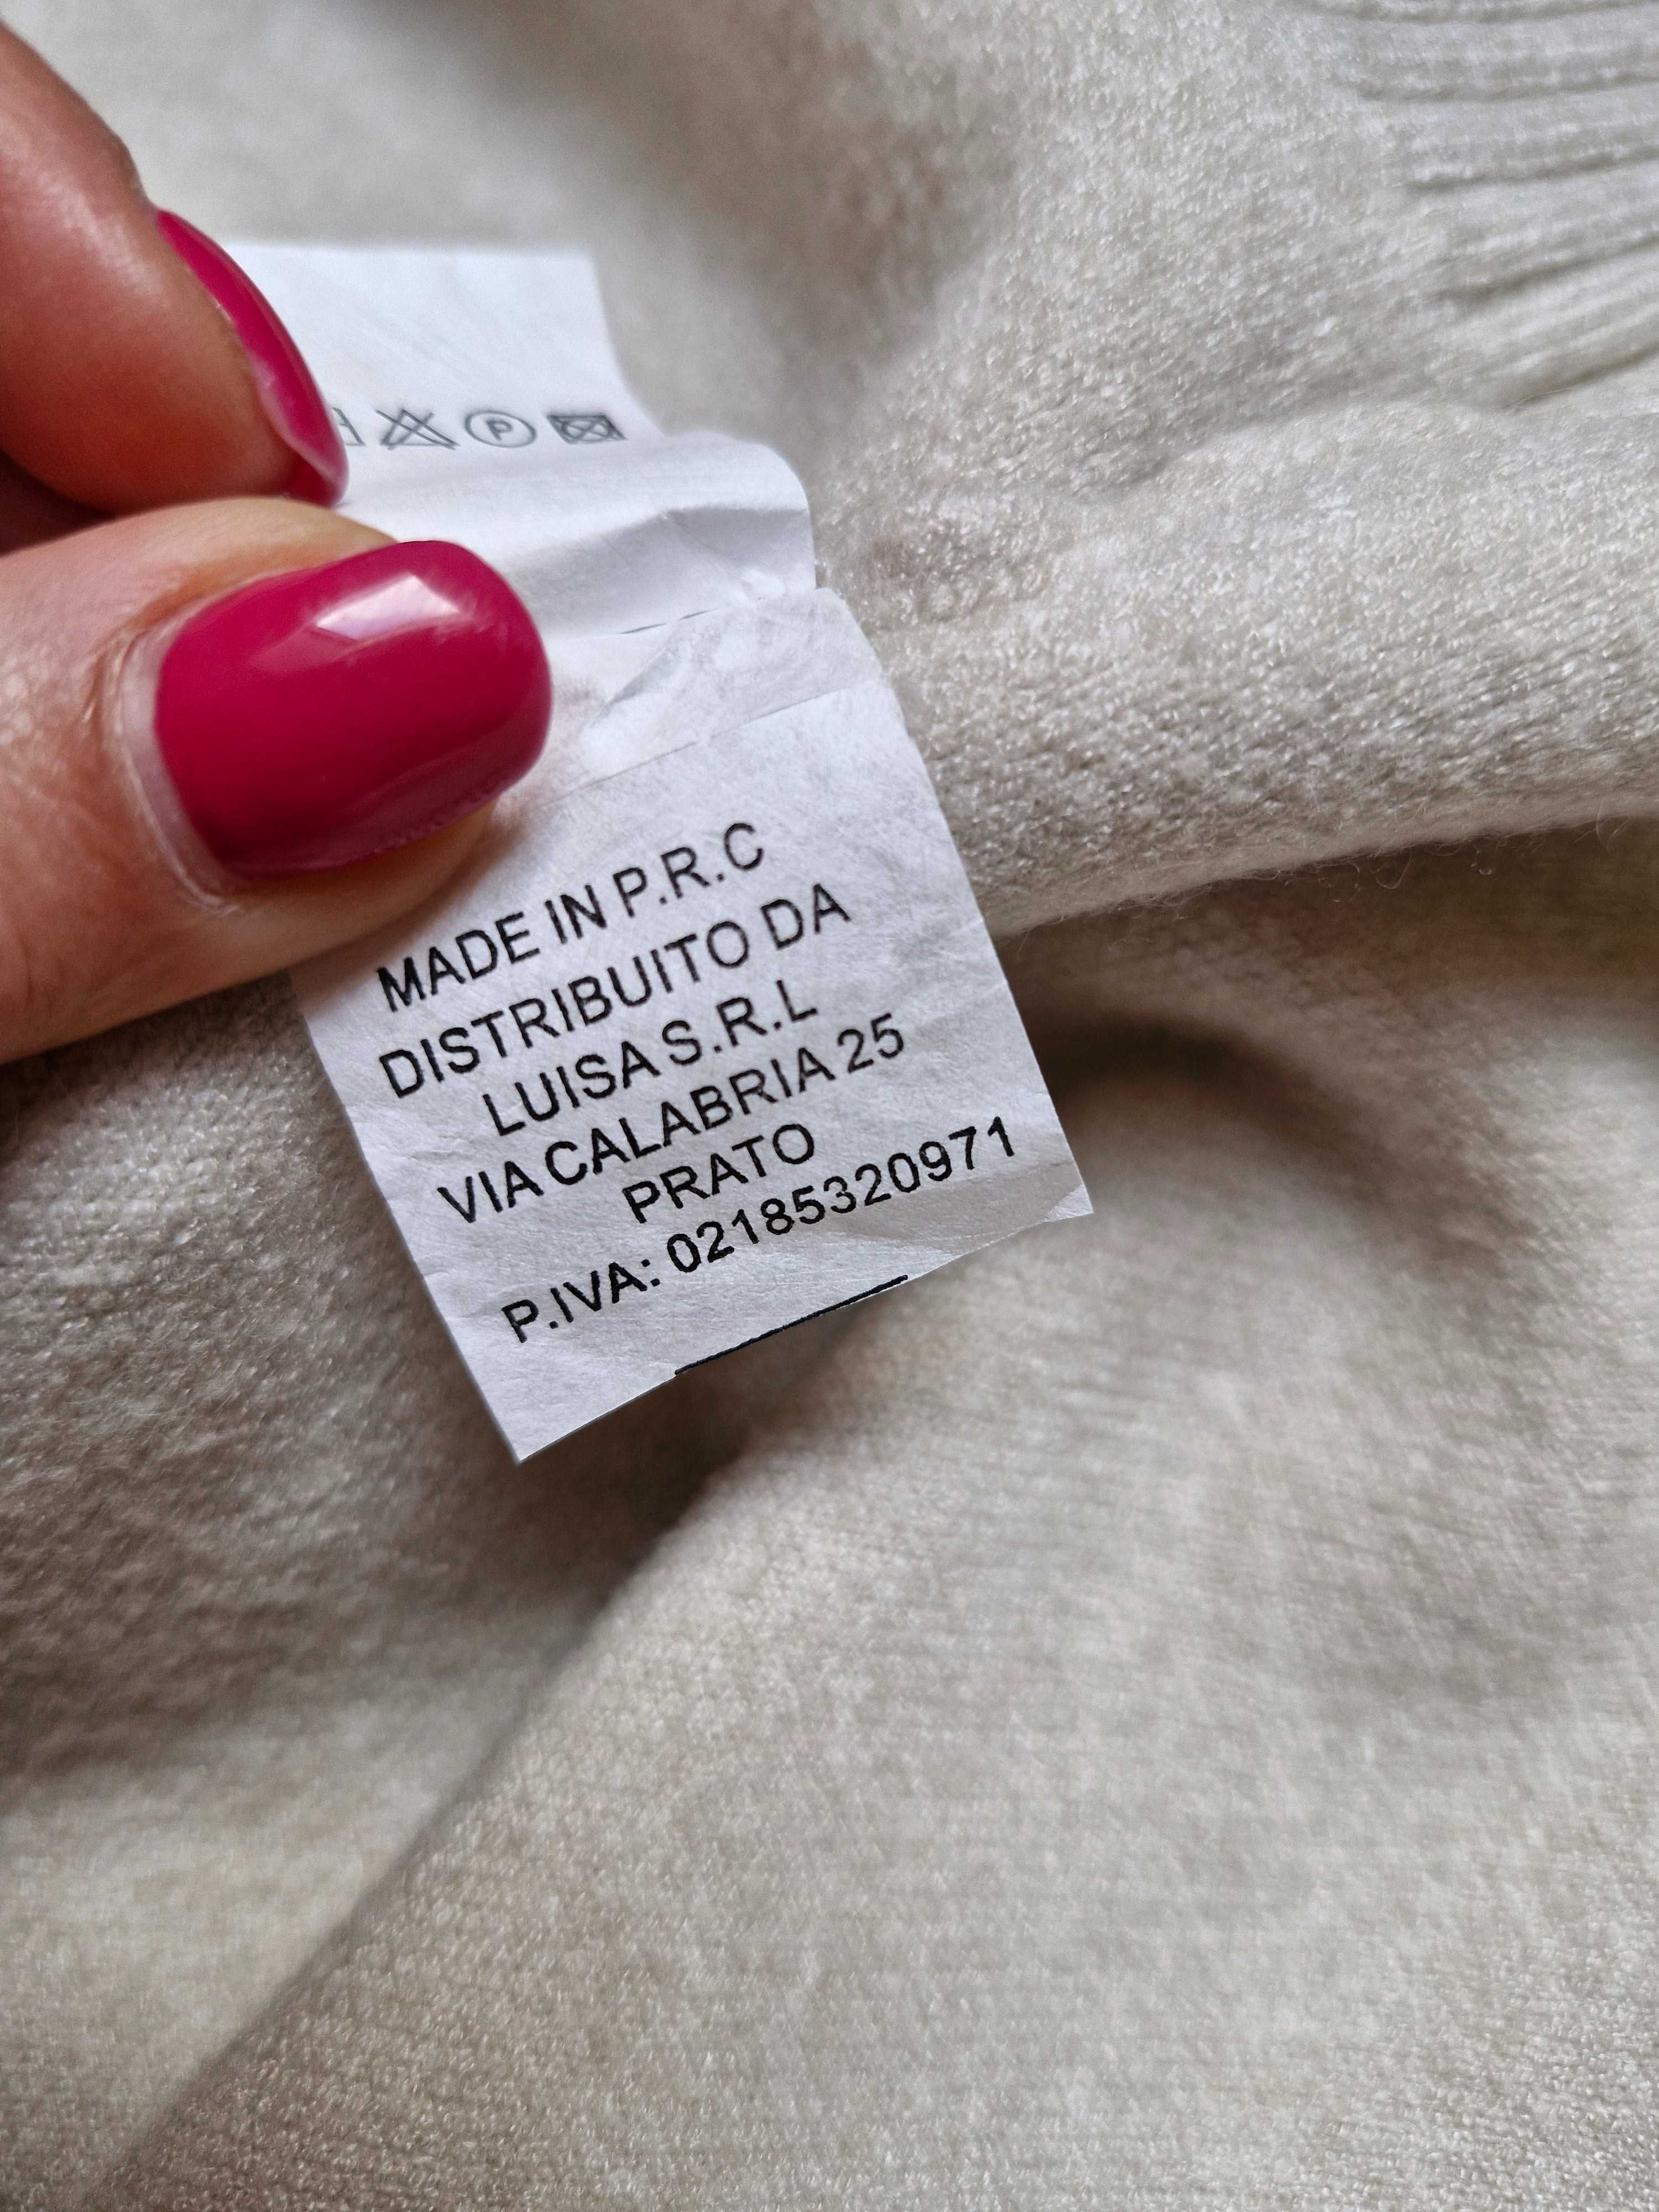 P
MADE IN P.R.C
DISTRIBUITO DA
LUISA S.R.L
VIA CALABRIA 25
PRATO
P.IVA: 02185320971